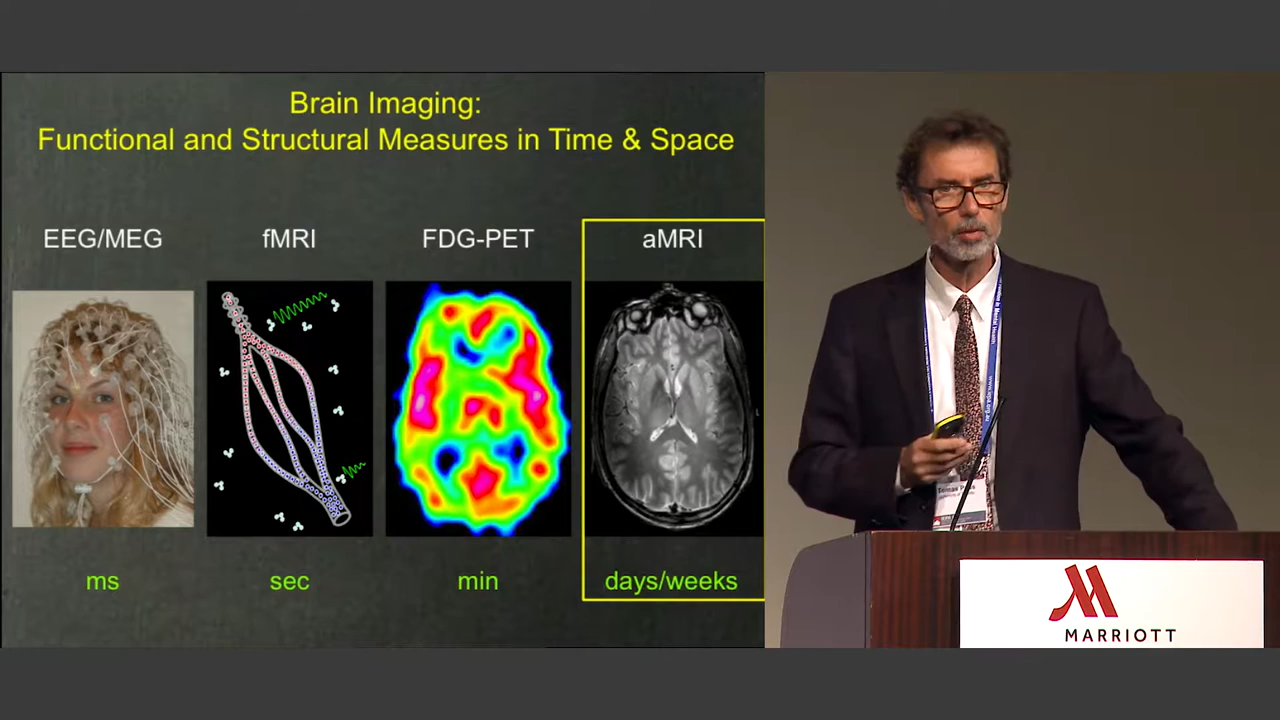 Brain Imaging:
Functional and Structural Measures in Time & Space
EEG/MEG
fMRI
FDG-PET
aMRI
ms
sec
min
days/weeks
MARRIOTT